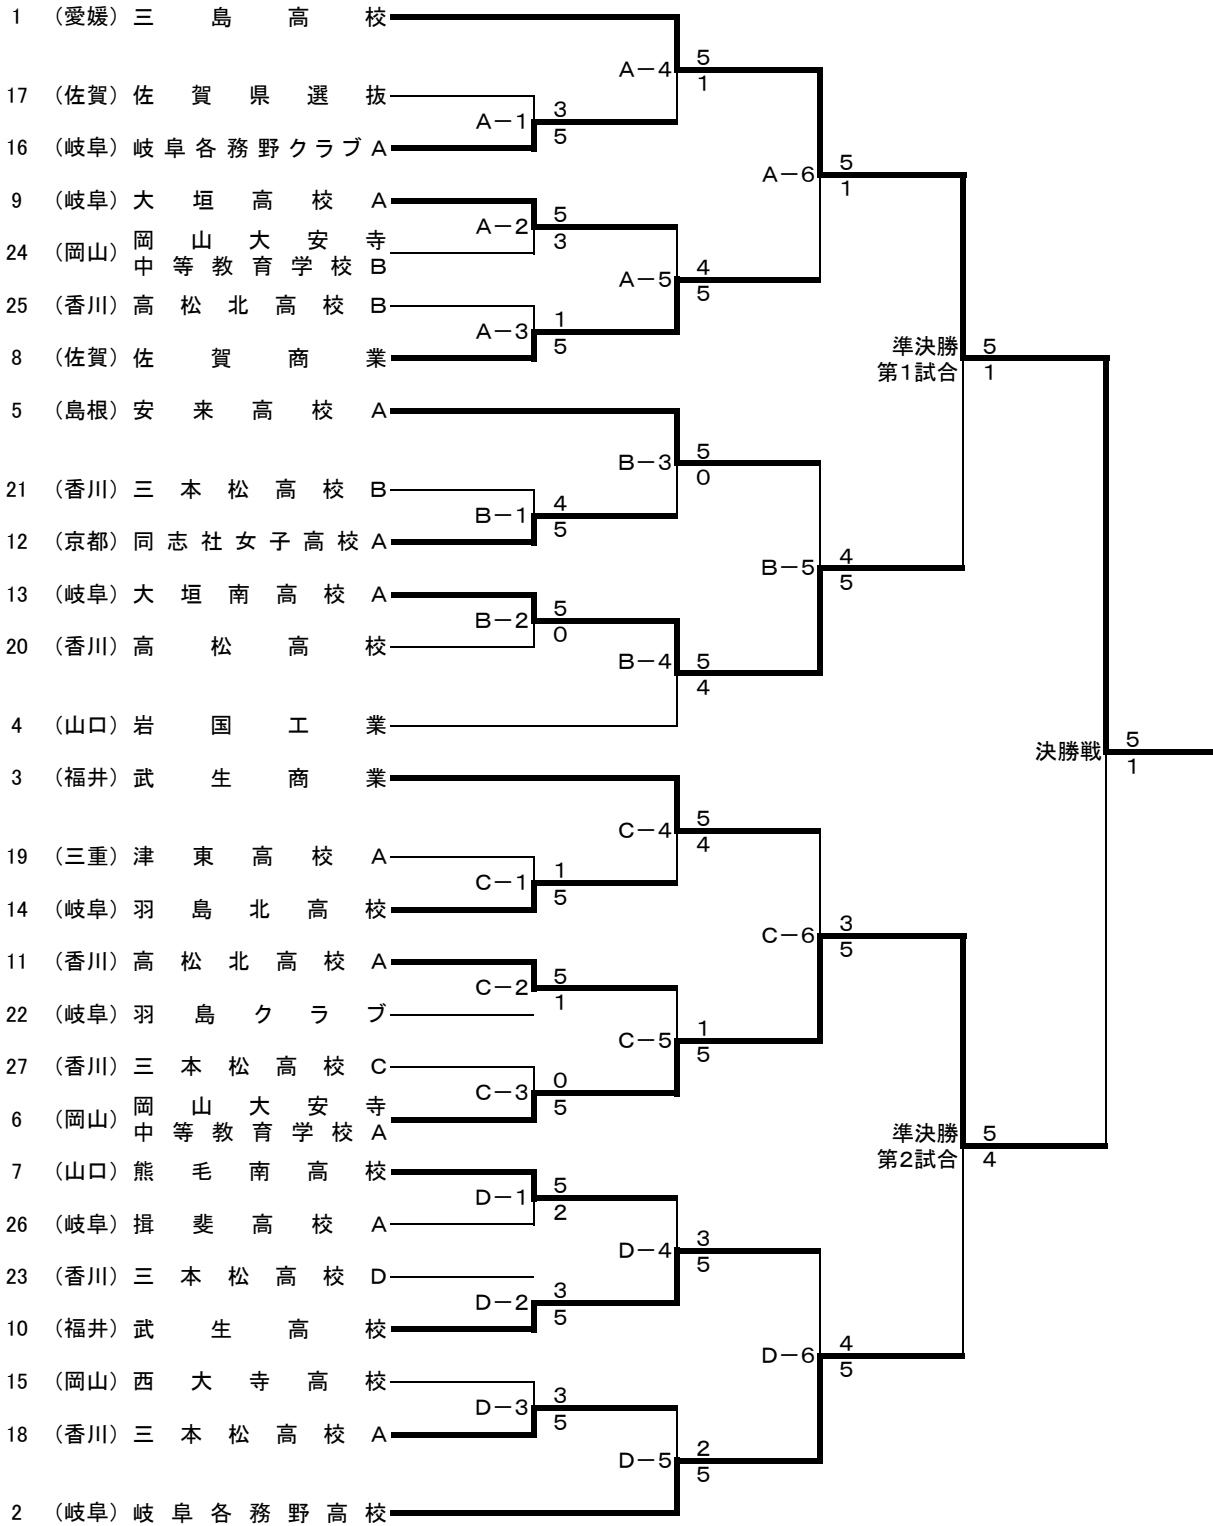 1 （愛媛） 三島高校
5
A－4
1
17 （佐賀） 佐賀県選抜
3
A－1
5
16 （岐阜） 岐阜各務野クラブA
5
A－6
1
9 （岐阜） 大垣高校A
5
A－2
3
24 （岡山） 岡山大安寺
中等教育学校B
4
A－5
5
25 （香川） 高松北高校B
1
A－3
5
8 （佐賀） 佐賀商業
準決勝 5
第1試合 1
5 （島根） 安来高校A
5
B－3
0
21 （香川） 三本松高校B
4
B－1
5
12 （京都） 同志社女子高校A
4
B－5
5
13 （岐阜） 大垣南高校A
5
B－2
0
20 （香川） 高松高校
5
B－4
4
4 （山口） 岩国工業
5
決勝戦
1
3 （福井） 武生商業
5
C－4
4
19 （三重） 津東高校A
1
C－1
5
14 （岐阜） 羽島北高校
3
C－6
5
11 （香川） 高松北高校A
5
C－2
1
22 （岐阜） 羽島クラブ
1
C－5
5
27 （香川） 三本松高校C
0
C－3
5
6 （岡山） 岡山大安寺
中等教育学校A
準決勝 5
第2試合 4
7 （山口） 熊毛南高校
5
D－1
2
26 （岐阜） 揖斐高校A
3
D－4
5
23 （香川） 三本松高校D
3
D－2
5
10 （福井） 武生高校
4
D－6
5
15 （岡山） 西大寺高校
3
D－3
5
18 （香川） 三本松高校A
2
D－5
5
2 （岐阜） 岐阜各務野高校